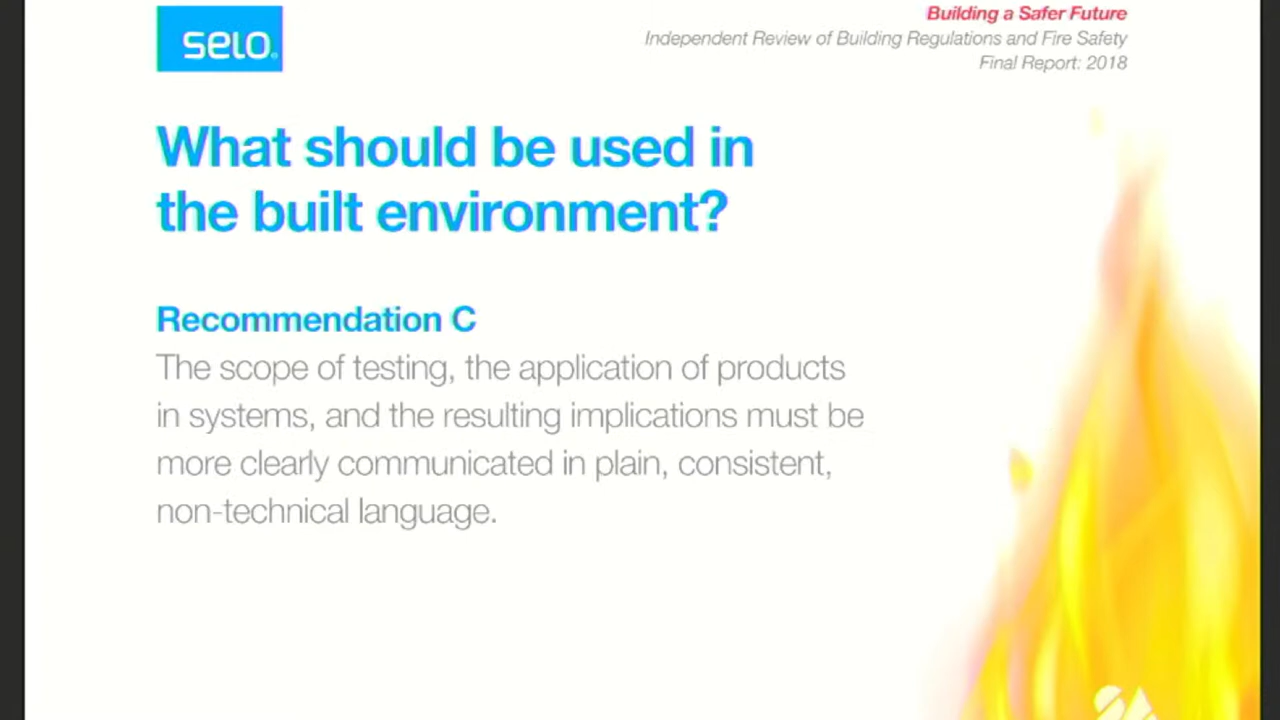 selo
Building a Safer Future
Independent Review of Building Regulations and Fire Safety
Final Report: 2018
What should be used in
the built environment?
Recommendation C
The scope of testing, the application of products
in systems, and the resulting implications must be
more clearly communicated in plain, consistent,
non-technical language.